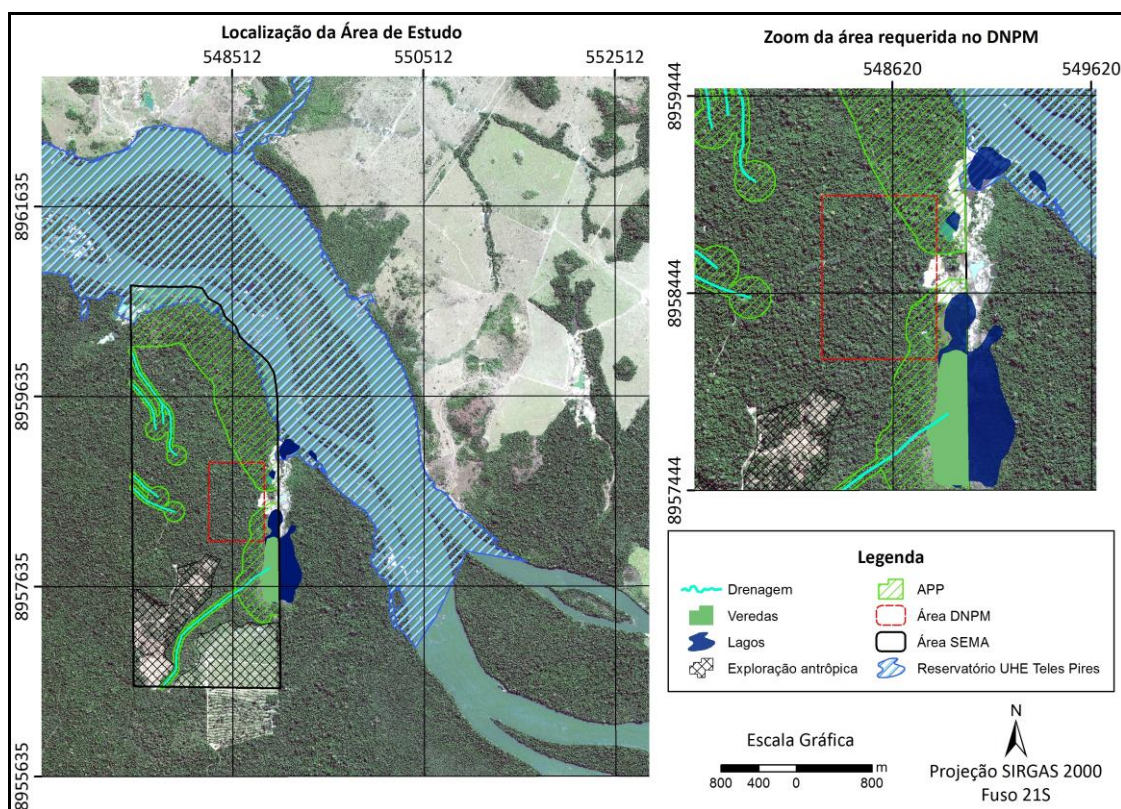 Localização da Área de Estudo
548512
550512
552512
8961635
8959635
8957635
8955635
Zoom da área requerida no DNPM
548620
549620
8959444
8958444
8957444
Legenda
Drenagem
Veredas
Lagos
Exploração antrópica
APP
Área DNPM
Área SEMA
Reservatório UHE Teles Pires
Escala Gráfica
800 400 0 800 m
N
Projeção SIRGAS 2000
Fuso 21S